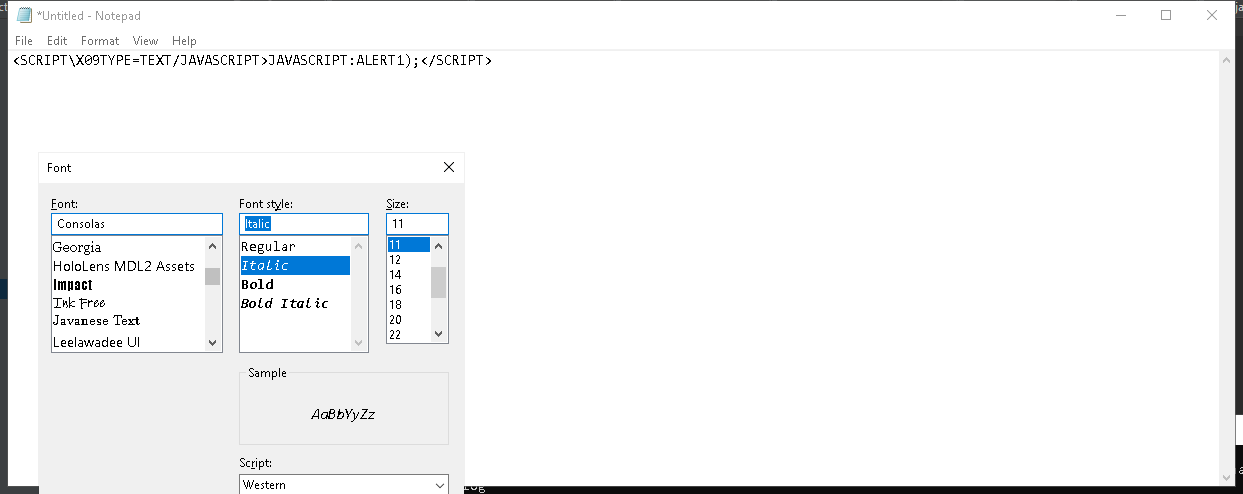 *Untitled - Notepad
File Edit Format View Help
<SCRIPT\X09TYPE=TEXT/JAVASCRIPT>JAVASCRIPT:ALERT1);</SCRIPT>
Font
Font: Font style: Size:
Consolas Italic 11
Georgia Regular 11
HoloLens MDL2 Assets Italic 12
Impact Bold 14
Ink Free Bold Italic 16
Javanese Text 18
Leelawadee UI 20
22
Sample
AaBbYyZz
Script:
Western